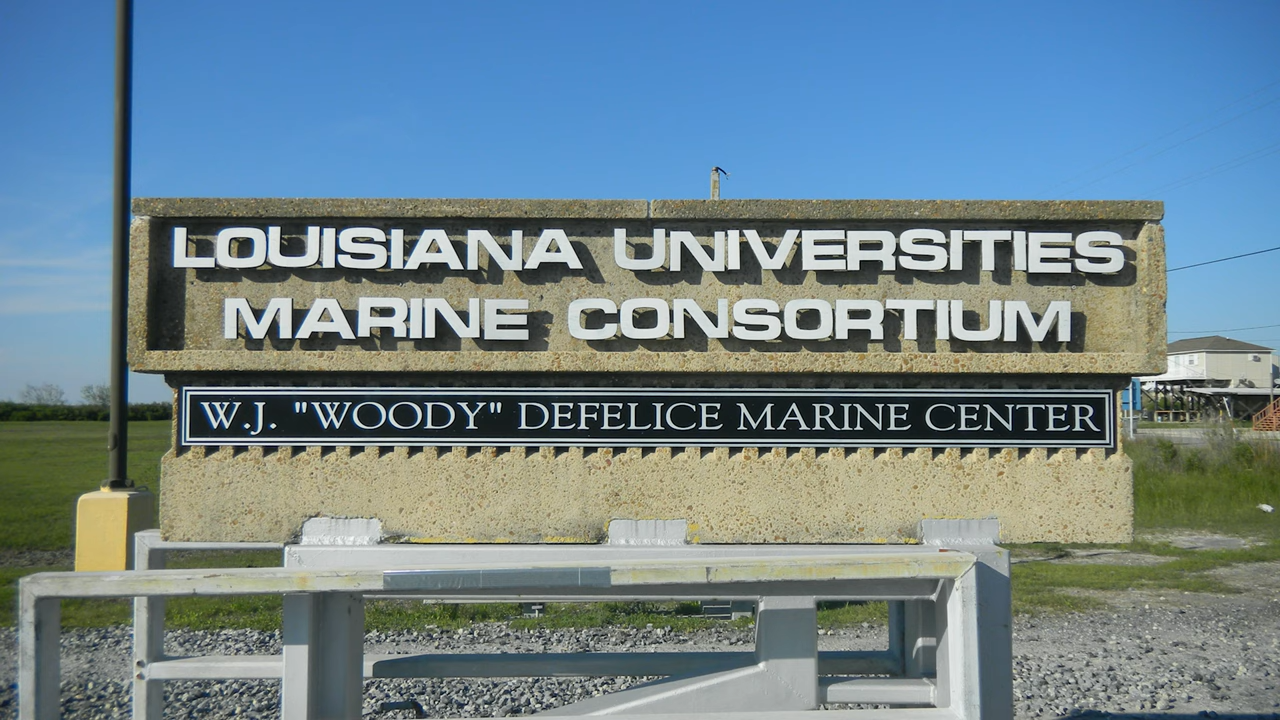 LOUISIANA UNIVERSITIES
MARINE CONSORTIUM
W.J. "WOODY" DEFELICE MARINE CENTER